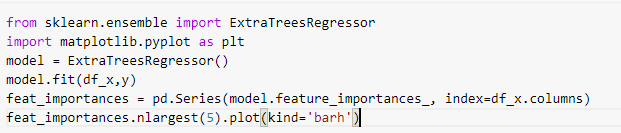 from sklearn.ensemble import ExtraTreesRegressor
import matplotlib.pyplot as plt
model = ExtraTreesRegressor()
model.fit(df_x,y)
feat_importances = pd.Series(model.feature_importances_, index=df_x.columns)
feat_importances.nlargest(5).plot(kind='barh')